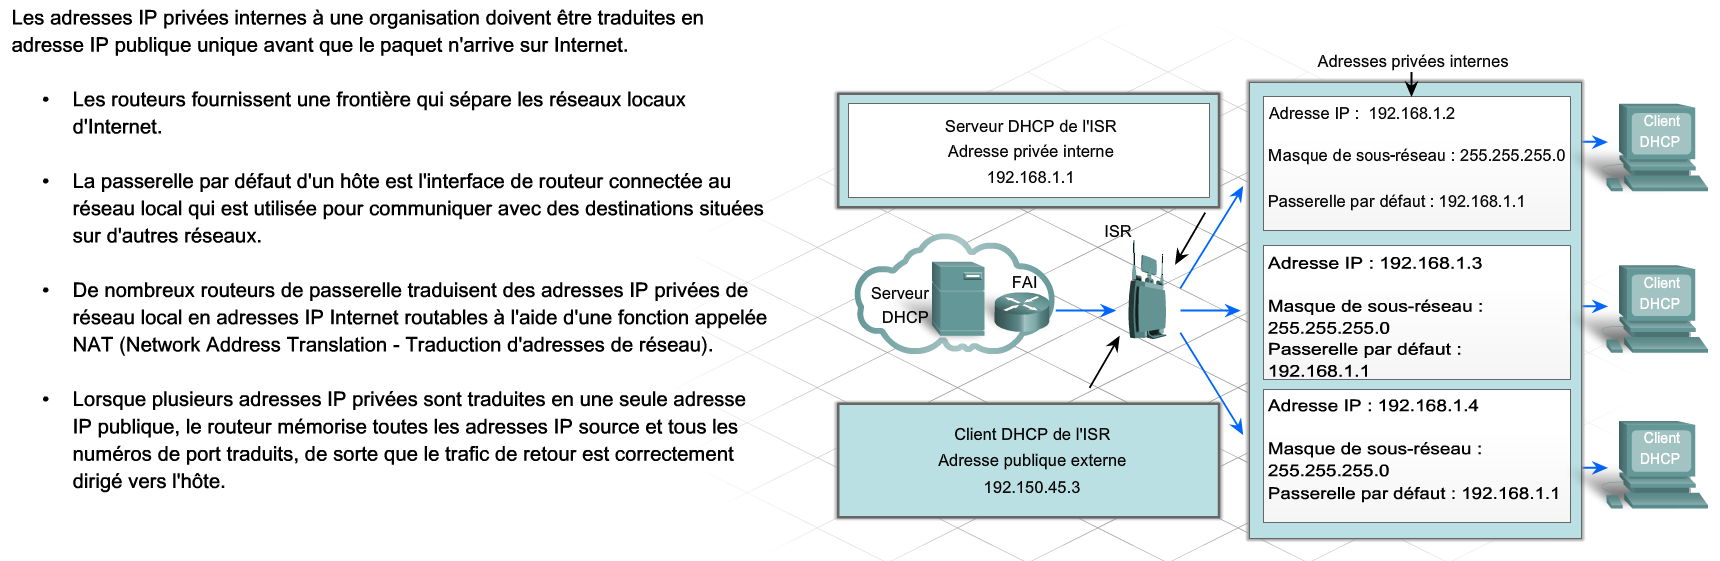 Les adresses IP privées internes à une organisation doivent être traduites en
adresse IP publique unique avant que le paquet n'arrive sur Internet.
• Les routeurs fournissent une frontière qui sépare les réseaux locaux
d'Internet.
• La passerelle par défaut d'un hôte est l'interface de routeur connectée au
réseau local qui est utilisée pour communiquer avec des destinations situées
sur d'autres réseaux.
• De nombreux routeurs de passerelle traduisent des adresses IP privées de
réseau local en adresses IP Internet routables à l'aide d'une fonction appelée
NAT (Network Address Translation - Traduction d'adresses de réseau).
• Lorsque plusieurs adresses IP privées sont traduites en une seule adresse
IP publique, le routeur mémorise toutes les adresses IP source et tous les
numéros de port traduits, de sorte que le trafic de retour est correctement
dirigé vers l'hôte.
Serveur DHCP de l'ISR
Adresse privée interne
192.168.1.1
ISR
FAI
Serveur
DHCP
Client DHCP de l'ISR
Adresse publique externe
192.150.45.3
Adresses privées internes
Adresse IP : 192.168.1.2
Masque de sous-réseau : 255.255.255.0
Passerelle par défaut : 192.168.1.1
Client
DHCP
Adresse IP : 192.168.1.3
Masque de sous-réseau :
255.255.255.0
Passerelle par défaut :
192.168.1.1
Client
DHCP
Adresse IP : 192.168.1.4
Masque de sous-réseau :
255.255.255.0
Passerelle par défaut : 192.168.1.1
Client
DHCP